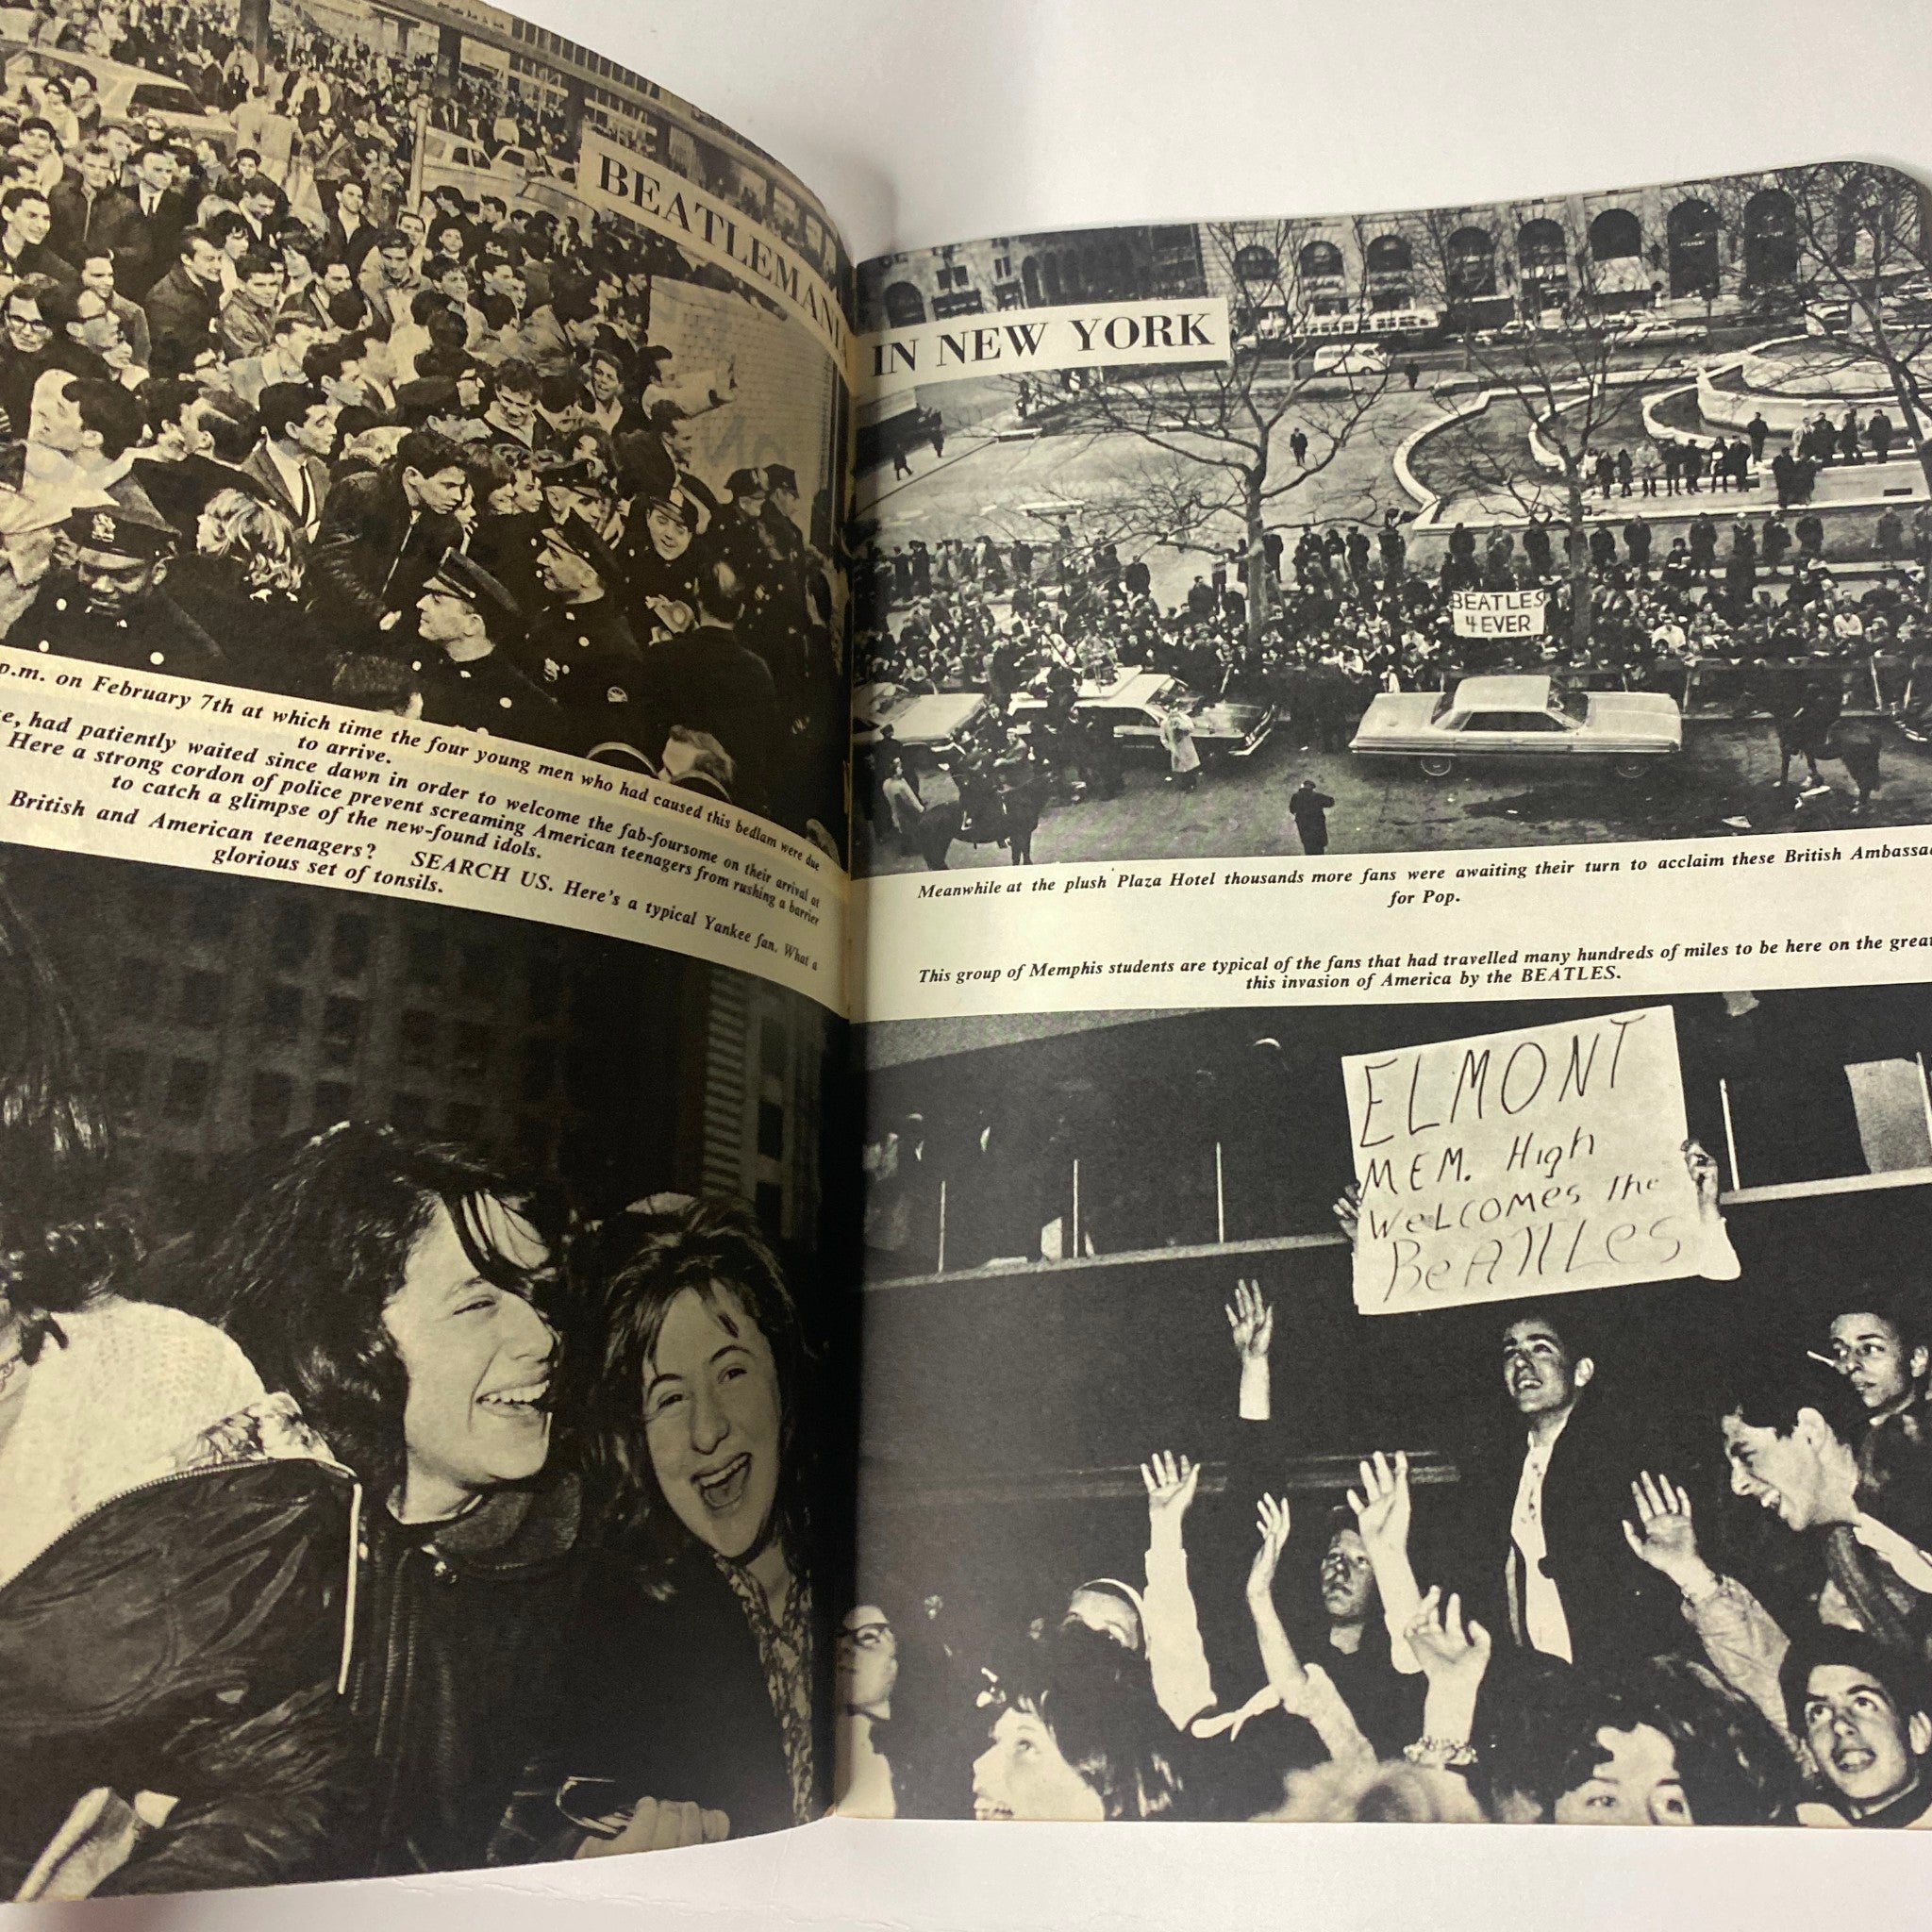 BEATLEMANIA
p.m. on February 7th at which time the four young men who had caused this bedlam were due
to arrive.
had patiently waited since dawn in order to welcome the fab-foursome on their arrival at
Here a strong cordon of police prevent screaming American teenagers from rushing a barrier
to catch a glimpse of the new-found idols.
British and American teenagers? SEARCH US. Here's a typical Yankee fan. What a
glorious set of tonsils.
IN NEW YORK
BEATLES
4 EVER
Meanwhile at the plush Plaza Hotel thousands more fans were awaiting their turn to acclaim these British Ambassad
for Pop.
This group of Memphis students are typical of the fans that had travelled many hundreds of miles to be here on the great
this invasion of America by the BEATLES.
ELMONT
MEM. High
WeLCOMes The
BeATLes